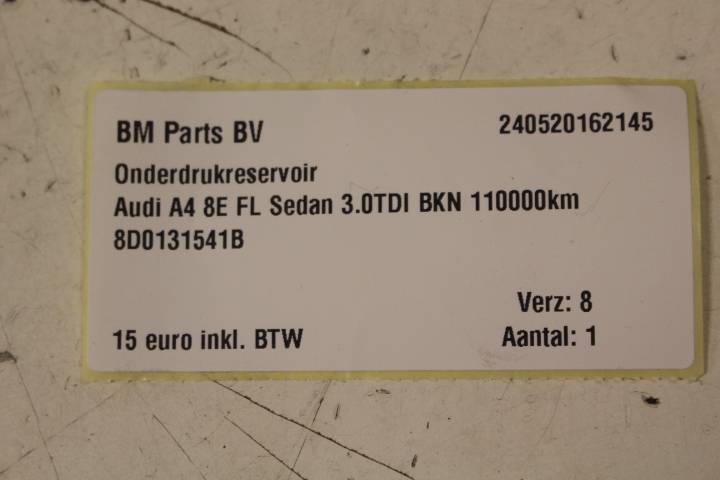 BM Parts BV 240520162145
Onderdrukreservoir
Audi A4 8E FL Sedan 3.0TDI BKN 110000km
8D0131541B
Verz: 8
15 euro inkl. BTW Aantal: 1